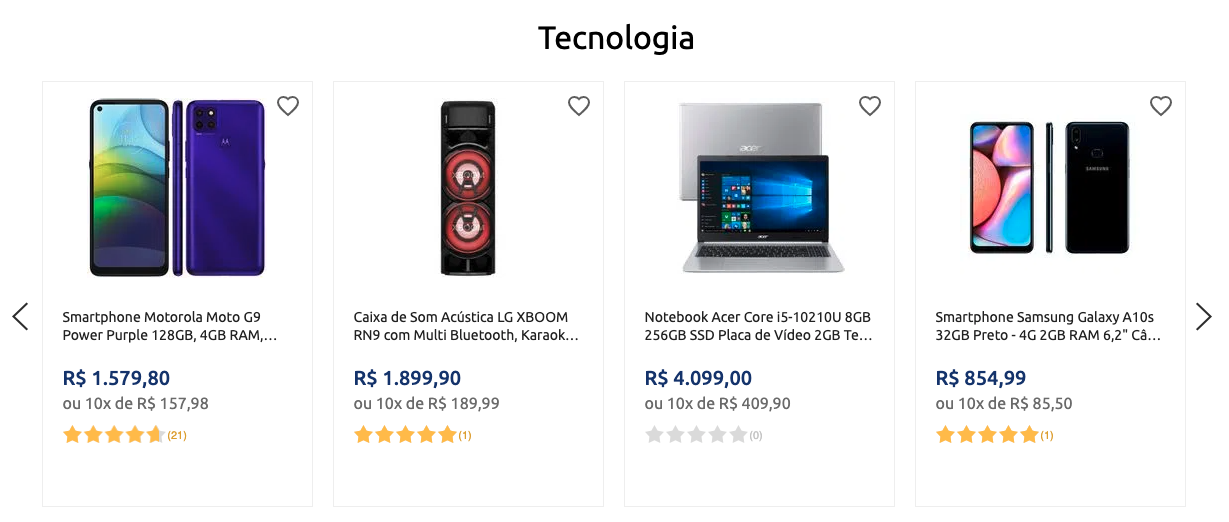 Tecnologia
acer
acer
SAMSUNG
Smartphone Motorola Moto G9
Power Purple 128GB, 4GB RAM,...
R$ 1.579,80
ou 10x de R$ 157,98
(21)
Caixa de Som Acústica LG XBOOM
RN9 com Multi Bluetooth, Karaok...
R$ 1.899,90
ou 10x de R$ 189,99
(1)
Notebook Acer Core i5-10210U 8GB
256GB SSD Placa de Vídeo 2GB Te...
R$ 4.099,00
ou 10x de R$ 409,90
(0)
Smartphone Samsung Galaxy A10s
32GB Preto - 4G 2GB RAM 6,2" Câ...
R$ 854,99
ou 10x de R$ 85,50
(1)